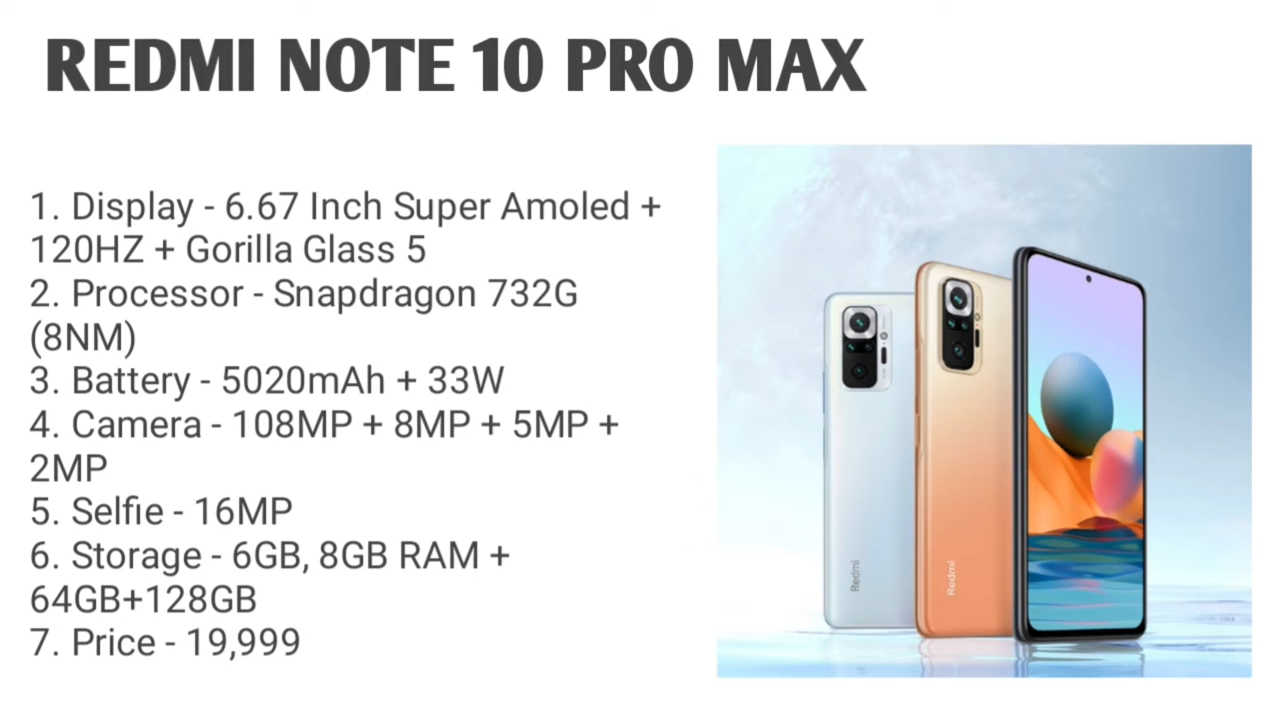 REDMI NOTE 10 PRO MAX
1. Display - 6.67 Inch Super Amoled +
120HZ + Gorilla Glass 5
2. Processor - Snapdragon 732G
(8NM)
3. Battery - 5020mAh + 33W
4. Camera - 108MP + 8MP + 5MP +
2MP
5. Selfie - 16MP
6. Storage - 6GB, 8GB RAM +
64GB+128GB
7. Price - 19,999
Redmi
Redmi